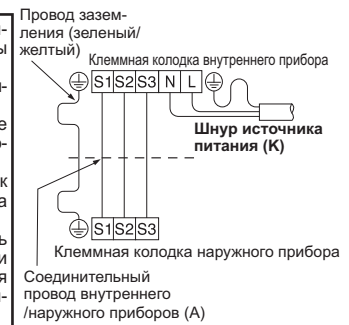 Провод зазем-
ления (зеленый/
желтый)
Клеммная колодка внутреннего прибора
S1 S2 S3 N L
Шнур источника
питания (K)
S1 S2 S3
Клеммная колодка наружного прибора
Соединительный
провод внутреннего
/наружного приборов (A)